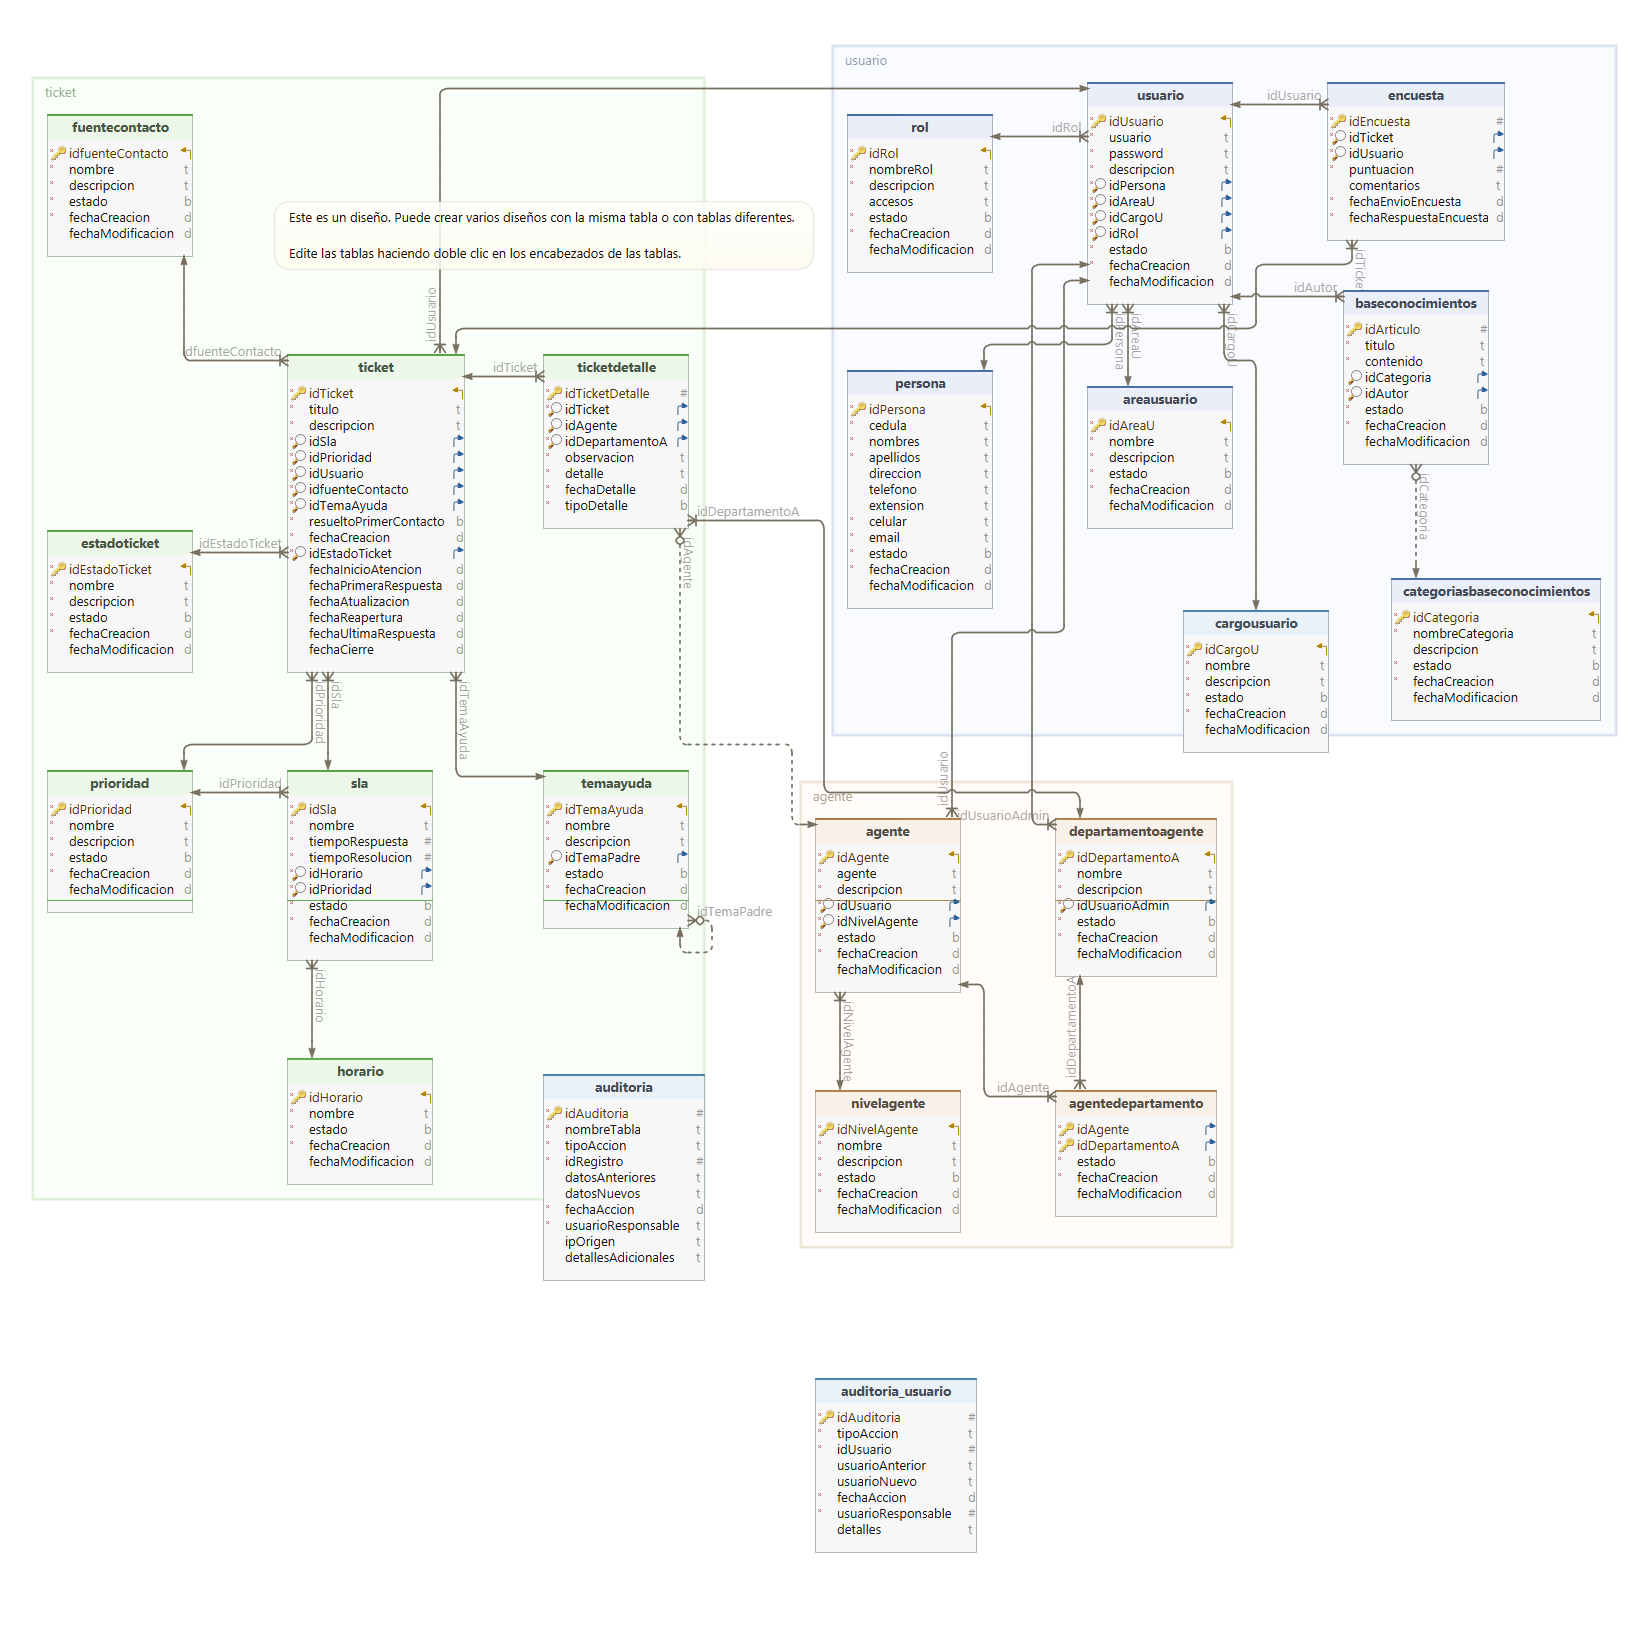 ticket
fuentecontacto
idfuenteContacto
nombre t
descripcion t
estado b
fechaCreacion d
fechaModificacion d
Este es un diseño. Puede crear varios diseños con la misma tabla o con tablas diferentes.
Edite las tablas haciendo doble clic en los encabezados de las tablas.
idUsuario
idfuenteContacto
ticket
idTicket
titulo t
descripcion t
idSla
idPrioridad
idUsuario
idfuenteContacto
idTemaAyuda
resueltoPrimerContacto b
fechaCreacion d
idEstadoTicket
fechaInicioAtencion d
fechaPrimeraRespuesta d
fechaAtualizacion d
fechaReapertura d
fechaUltimaRespuesta d
fechaCierre d
idTicket
ticketdetalle
idTicketDetalle #
idTicket
idAgente
idDepartamentoA
observacion t
detalle t
fechaDetalle d
tipoDetalle b
idDepartamentoA
idAgente
estadoticket
idEstadoTicket
nombre t
descripcion t
estado b
fechaCreacion d
fechaModificacion d
idEstadoTicket
idPrioridad
idSla
idTemaAyuda
prioridad
idPrioridad
nombre t
descripcion t
estado b
fechaCreacion d
fechaModificacion d
idPrioridad
sla
idSla
nombre t
tiempoRespuesta #
tiempoResolucion #
idHorario
idPrioridad
estado b
fechaCreacion d
fechaModificacion d
temaayuda
idTemaAyuda
nombre t
descripcion t
idTemaPadre
estado b
fechaCreacion d
fechaModificacion d
idTemaPadre
idHorario
horario
idHorario
nombre t
estado b
fechaCreacion d
fechaModificacion d
auditoria
idAuditoria #
nombreTabla t
tipoAccion t
idRegistro #
datosAnteriores t
datosNuevos t
fechaAccion d
usuarioResponsable t
ipOrigen t
detallesAdicionales t
usuario
rol
idRol
nombreRol t
descripcion t
accesos t
estado b
fechaCreacion d
fechaModificacion d
idRol
usuario
idUsuario
usuario t
password t
descripcion t
idPersona
idAreaU
idCargoU
idRol
estado b
fechaCreacion d
fechaModificacion d
idUsuario
encuesta
idEncuesta #
idTicket
idUsuario
puntuacion #
comentarios t
fechaEnvioEncuesta d
fechaRespuestaEncuesta d
idTicket
idAutor
idPersona
idAreaU
idCargoU
baseconocimientos
idArticulo #
titulo t
contenido t
idCategoria
idAutor
estado b
fechaCreacion d
fechaModificacion d
idCategoria
persona
idPersona
cedula t
nombres t
apellidos t
direccion t
telefono t
extension t
celular t
email t
estado b
fechaCreacion d
fechaModificacion d
areausuario
idAreaU
nombre t
descripcion t
estado b
fechaCreacion d
fechaModificacion d
cargousuario
idCargoU
nombre t
descripcion t
estado b
fechaCreacion d
fechaModificacion d
categoriasbaseconocimientos
idCategoria
nombreCategoria t
descripcion t
estado b
fechaCreacion d
fechaModificacion d
agente
idUsuario
idUsuarioAdmin
agente
idAgente
agente t
descripcion t
idUsuario
idNivelAgente
estado b
fechaCreacion d
fechaModificacion d
departamentoagente
idDepartamentoA
nombre t
descripcion t
idUsuarioAdmin
estado b
fechaCreacion d
fechaModificacion d
idNivelAgente
idAgente
idDepartamentoA
nivelagente
idNivelAgente
nombre t
descripcion t
estado b
fechaCreacion d
fechaModificacion d
agentedepartamento
idAgente
idDepartamentoA
estado b
fechaCreacion d
fechaModificacion d
auditoria_usuario
idAuditoria #
tipoAccion t
idUsuario #
usuarioAnterior t
usuarioNuevo t
fechaAccion d
usuarioResponsable #
detalles t